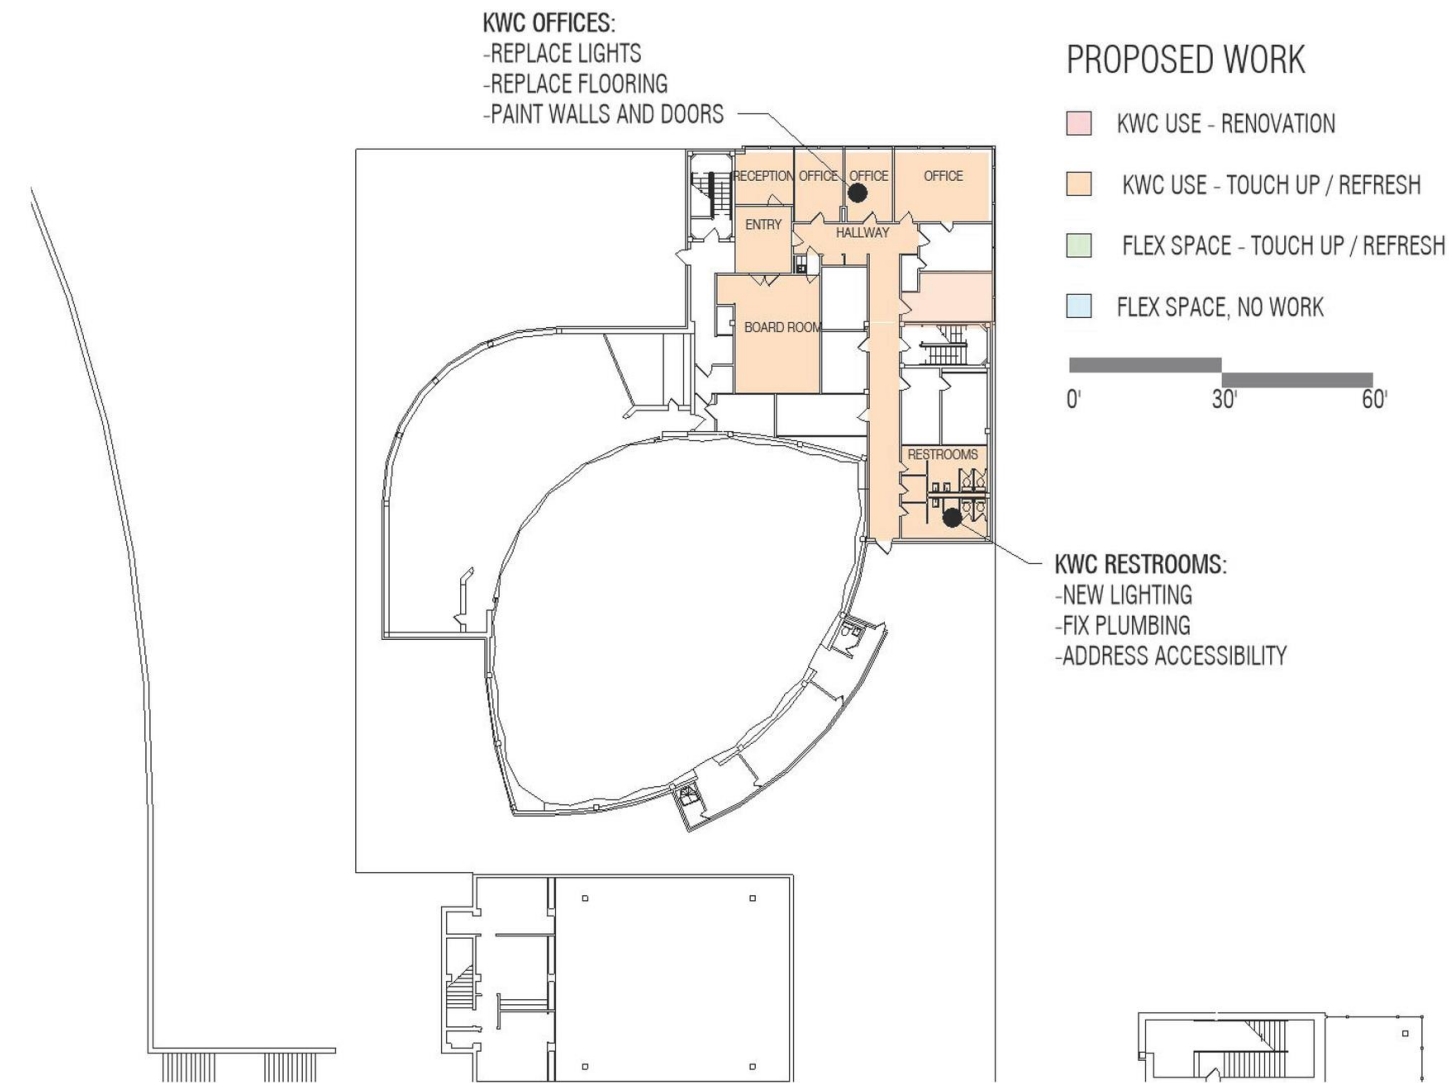 KWC OFFICES:
-REPLACE LIGHTS
-REPLACE FLOORING
-PAINT WALLS AND DOORS
PROPOSED WORK
KWC USE - RENOVATION
KWC USE - TOUCH UP / REFRESH
FLEX SPACE - TOUCH UP / REFRESH
FLEX SPACE, NO WORK
0' 30' 60'
RECEPTION OFFICE OFFICE OFFICE
ENTRY
HALLWAY
BOARD ROOM
RESTROOMS
KWC RESTROOMS:
-NEW LIGHTING
-FIX PLUMBING
-ADDRESS ACCESSIBILITY